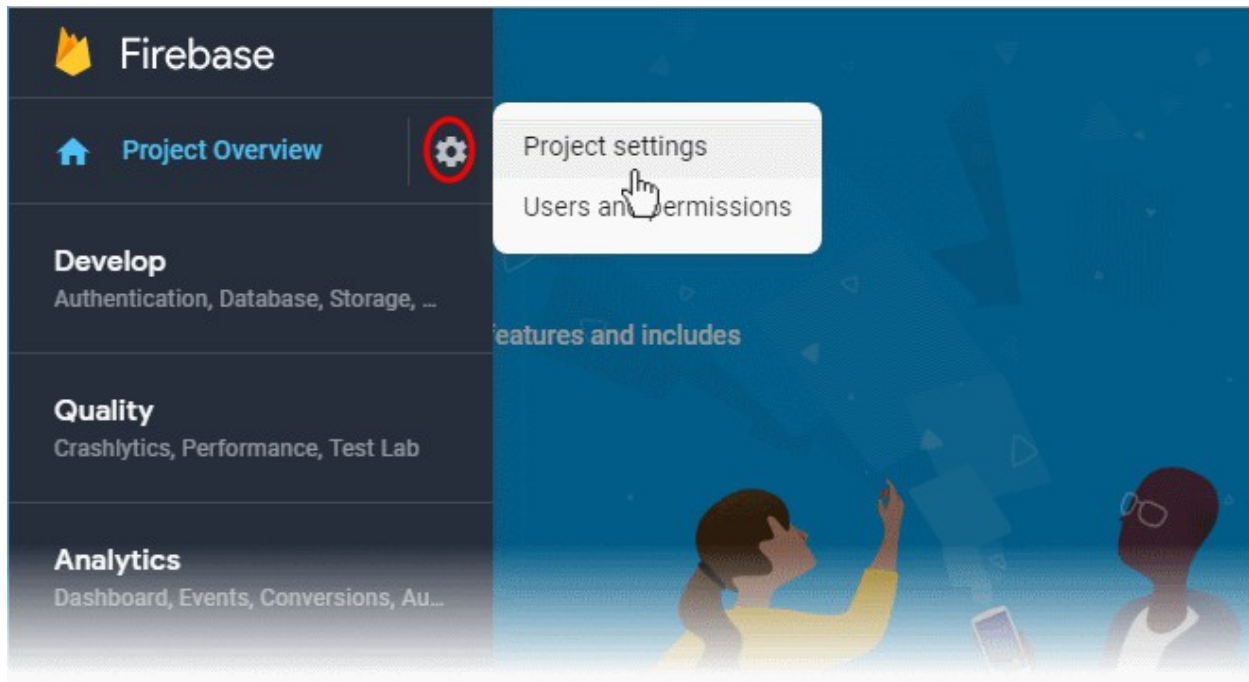 Firebase
Project Overview
Project settings
Users and permissions
Develop
Authentication, Database, Storage, ...
eatures and includes
Quality
Crashlytics, Performance, Test Lab
Analytics
Dashboard, Events, Conversions, Au...